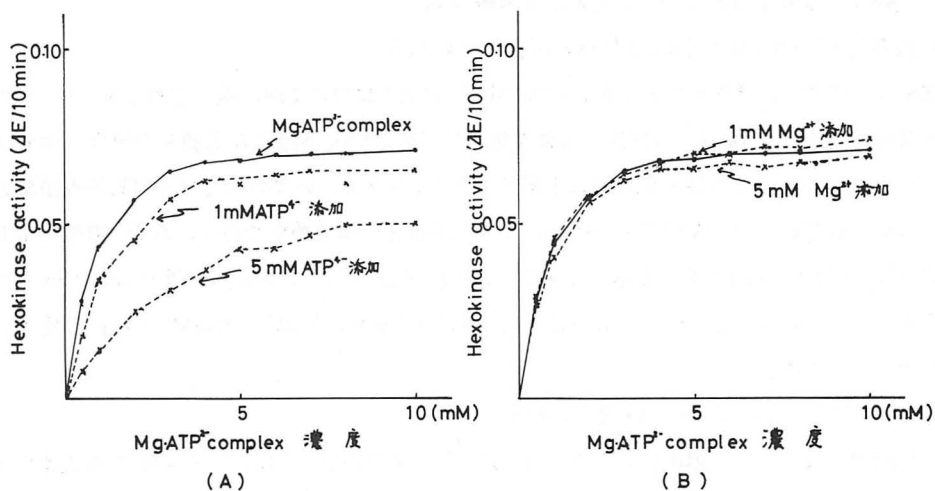 Hexokinase activity (ΔE/10 min)
0.10
0.05
Mg·ATP²⁻complex
1mMATP⁴⁻ 添加
5 mM ATP⁴⁻ 添加
5
10 (mM)
Mg·ATP²⁻complex 濃 度
(A)
Hexokinase activity (ΔE/10 min)
0.10
0.05
1 mM Mg²⁺ 添加
5 mM Mg²⁺ 添加
5
10 (mM)
Mg·ATP²⁻complex 濃 度
(B)